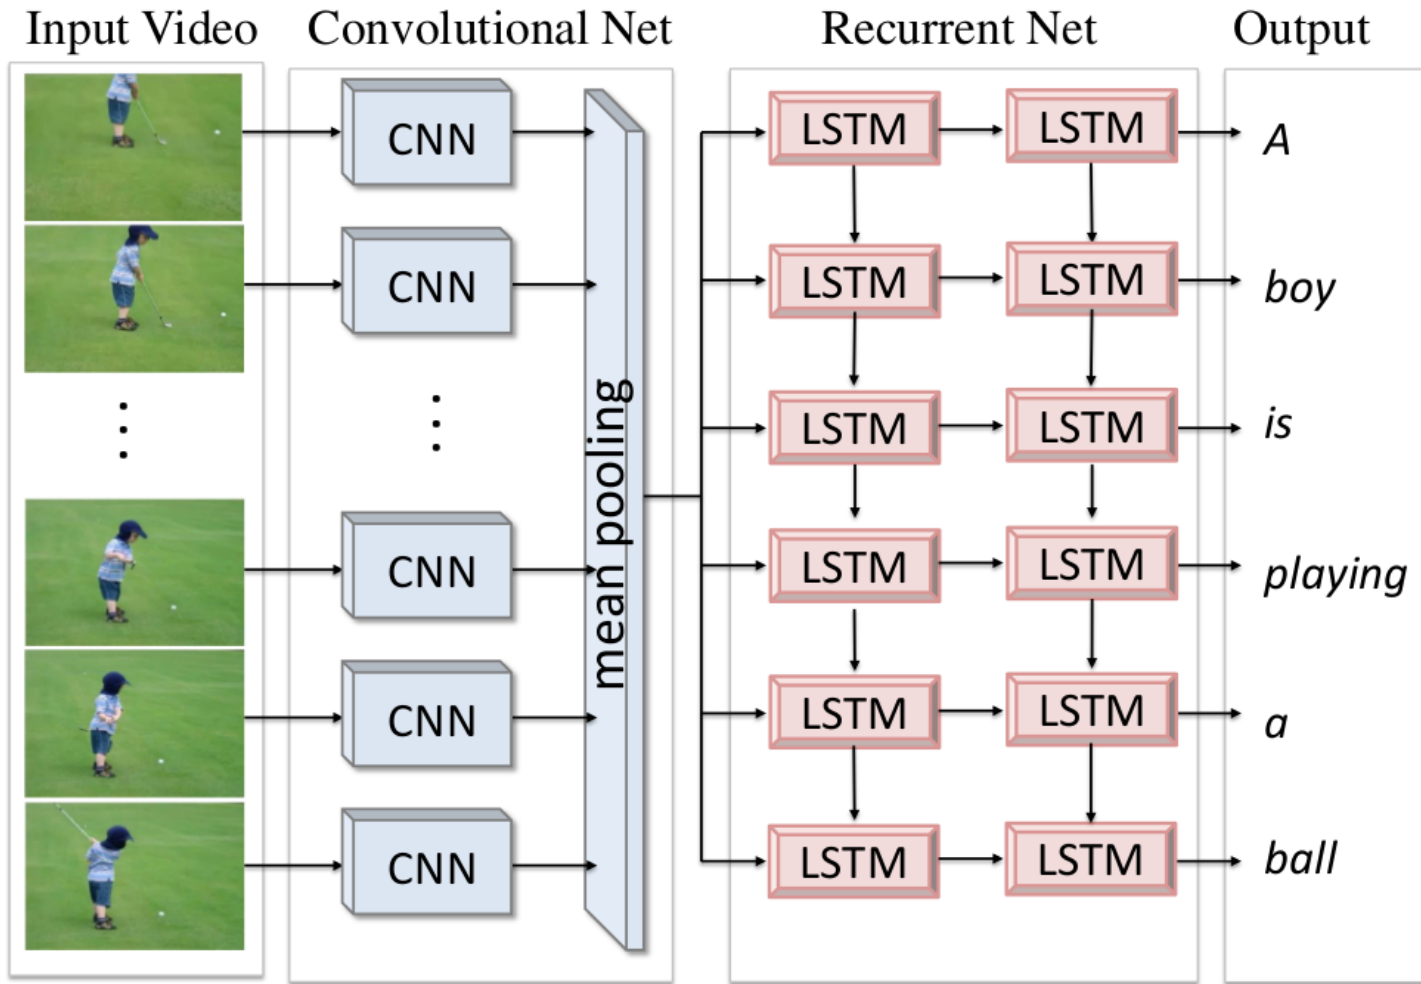 Input Video
Convolutional Net
Recurrent Net
Output
CNN
LSTM
LSTM
A
CNN
LSTM
LSTM
boy
mean pooling
LSTM
LSTM
is
CNN
LSTM
LSTM
playing
CNN
LSTM
LSTM
a
CNN
LSTM
LSTM
ball